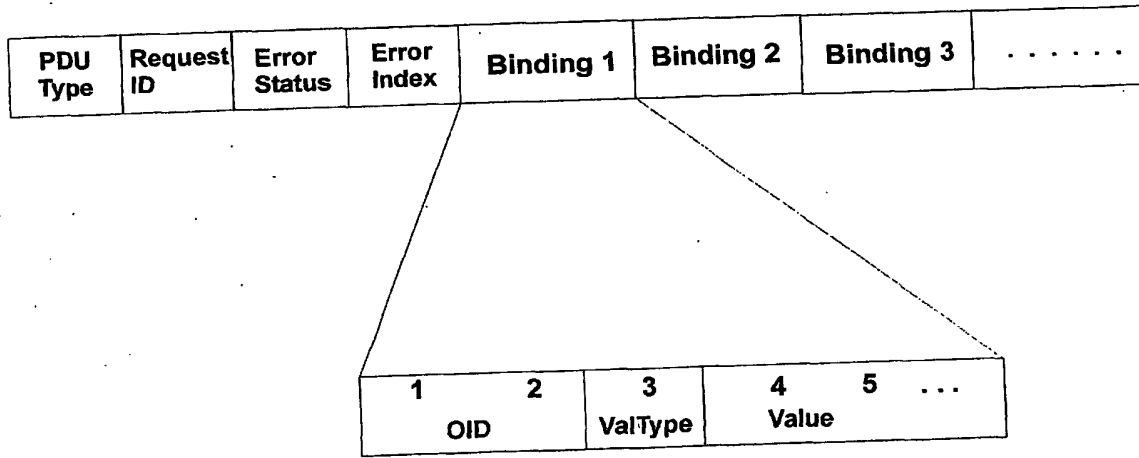 PDU Type
Request ID
Error Status
Error Index
Binding 1
Binding 2
Binding 3
. . . . . .
1 2 3 4 5 ...
OID ValType Value